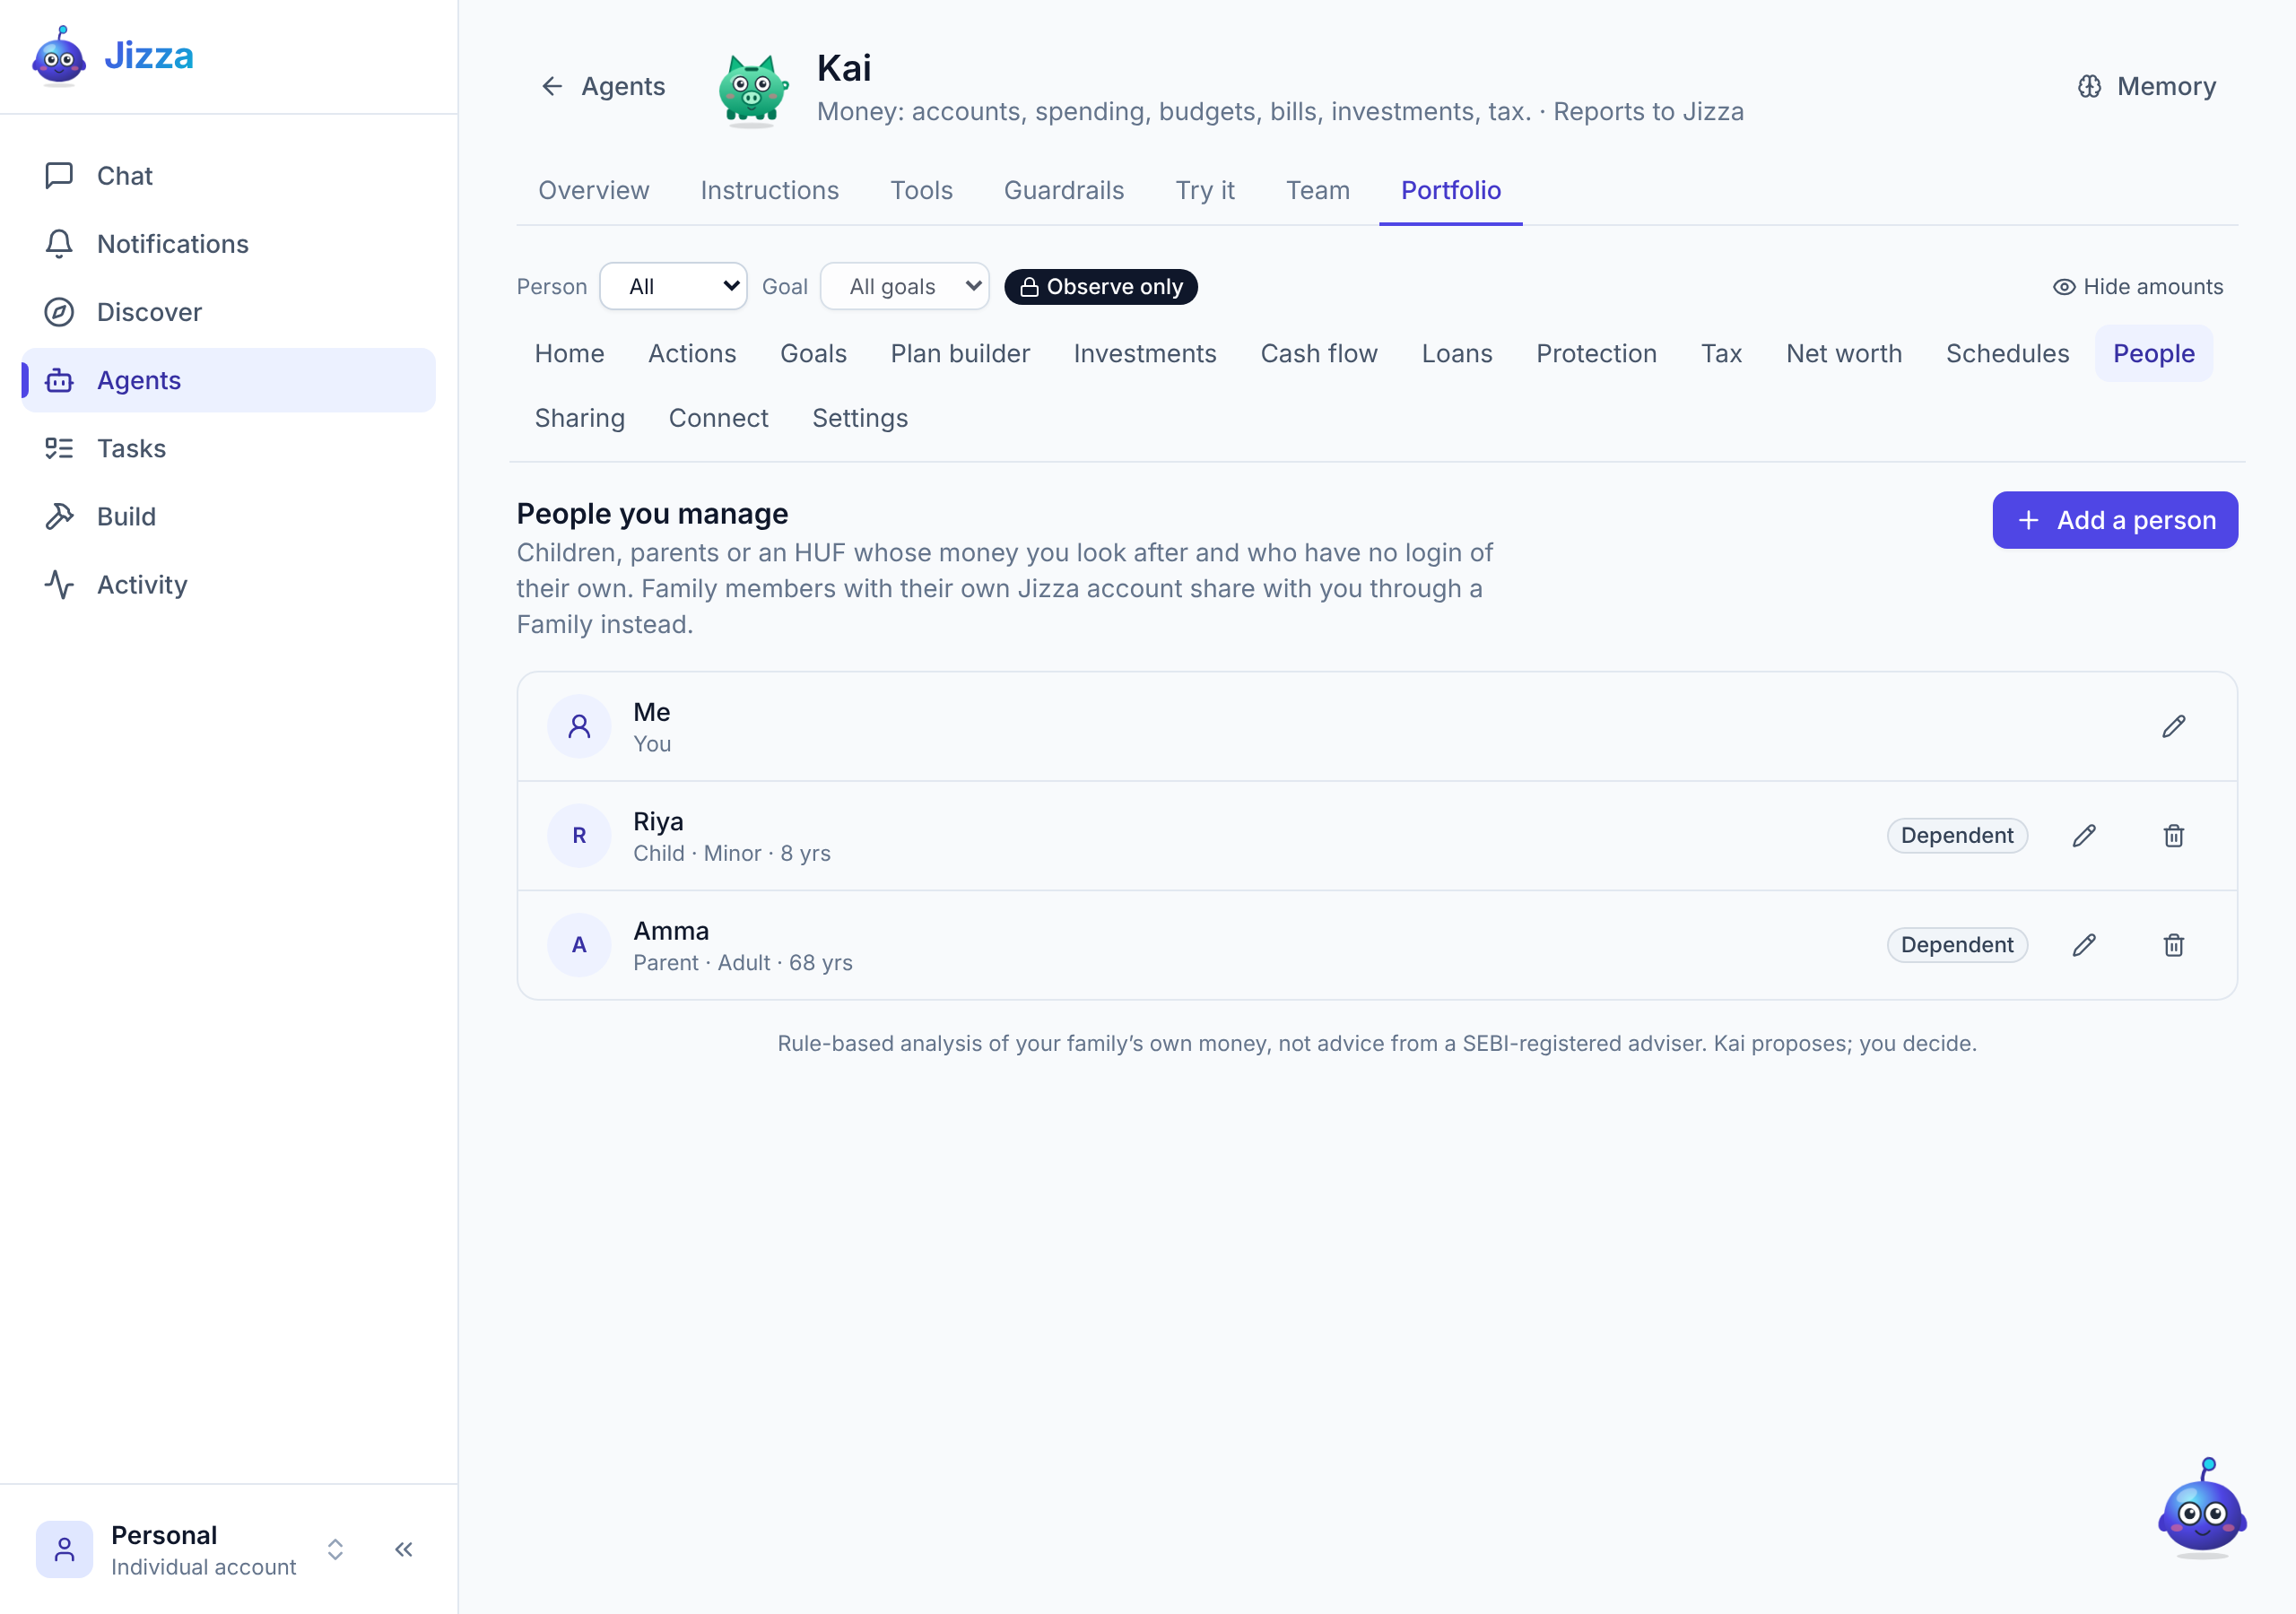 Jizza
Chat
Notifications
Discover
Agents
Tasks
Build
Activity
Personal
Individual account
Agents
Kai
Money: accounts, spending, budgets, bills, investments, tax. · Reports to Jizza
Memory
Overview Instructions Tools Guardrails Try it Team Portfolio
Person All Goal All goals Observe only Hide amounts
Home Actions Goals Plan builder Investments Cash flow Loans Protection Tax Net worth Schedules People
Sharing Connect Settings
People you manage
Add a person
Children, parents or an HUF whose money you look after and who have no login of
their own. Family members with their own Jizza account share with you through a
Family instead.
Me
You
R
Riya
Child · Minor · 8 yrs
Dependent
A
Amma
Parent · Adult · 68 yrs
Dependent
Rule-based analysis of your family’s own money, not advice from a SEBI-registered adviser. Kai proposes; you decide.